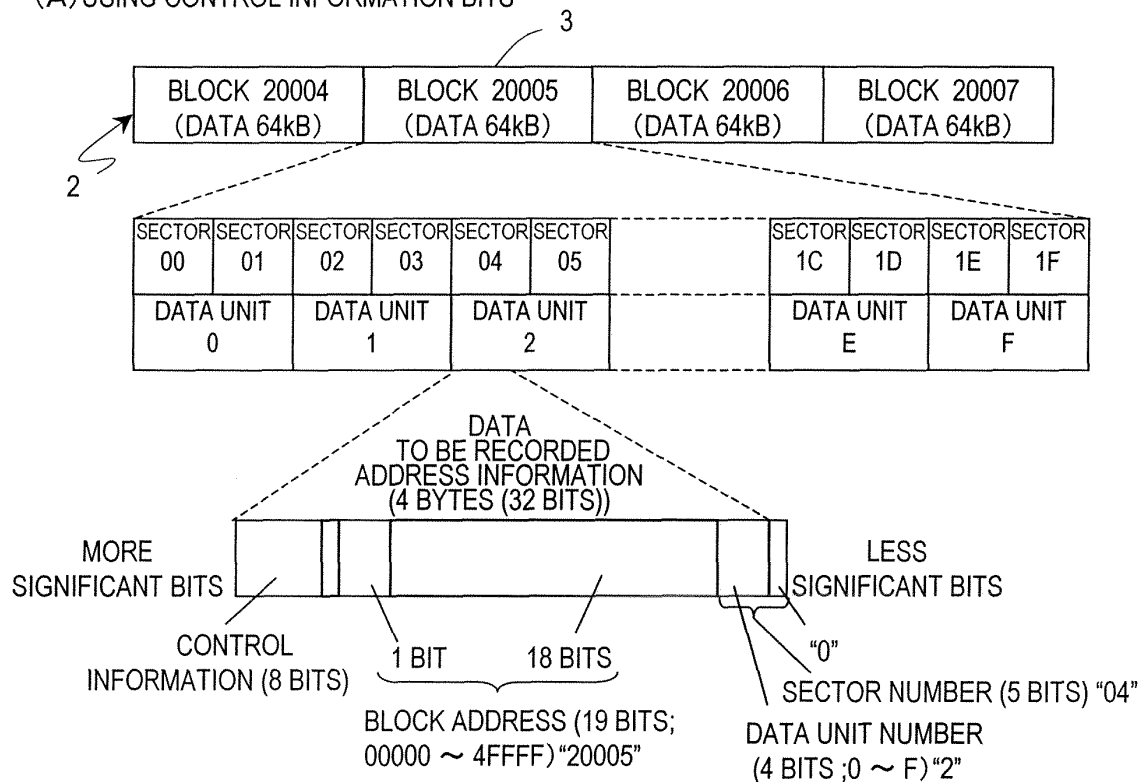 (A) USING CONTROL INFORMATION BITS
3
BLOCK 20004 BLOCK 20005 BLOCK 20006 BLOCK 20007
(DATA 64kB) (DATA 64kB) (DATA 64kB) (DATA 64kB)
2
SECTOR SECTOR SECTOR SECTOR SECTOR SECTOR SECTOR SECTOR SECTOR SECTOR
00 01 02 03 04 05 1C 1D 1E 1F
DATA UNIT DATA UNIT DATA UNIT DATA UNIT DATA UNIT
0 1 2 E F
DATA
TO BE RECORDED
ADDRESS INFORMATION
(4 BYTES (32 BITS))
MORE
SIGNIFICANT BITS
LESS
SIGNIFICANT BITS
CONTROL
INFORMATION (8 BITS)
1 BIT 18 BITS
"0"
SECTOR NUMBER (5 BITS) "04"
BLOCK ADDRESS (19 BITS;
00000 ~ 4FFFF) "20005"
DATA UNIT NUMBER
(4 BITS ;0 ~ F) "2"